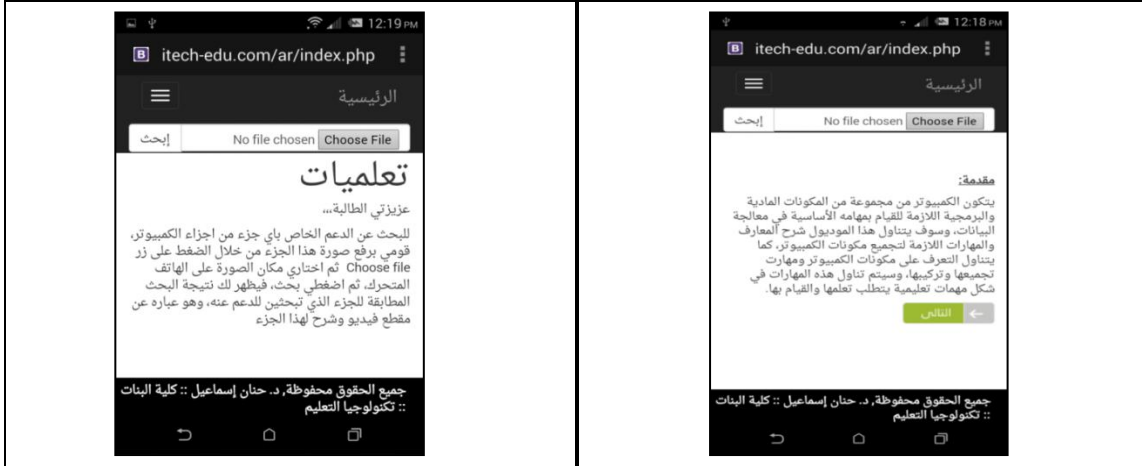 12:19 PM
itech-edu.com/ar/index.php
الرئيسية
إبحث No file chosen Choose File
تعلميات
عزيزتي الطالبة،،،
للبحث عن الدعم الخاص باي جزء من اجزاء الكمبيوتر،
قومي برفع صورة هذا الجزء من خلال الضغط على زر
Choose file ثم اختاري مكان الصورة على الهاتف
المتحرك، ثم اضغطي بحث، فيظهر لك نتيجة البحث
المطابقة للجزء الذي تبحثين للدعم عنه، وهو عباره عن
مقطع فيديو وشرح لهذا الجزء
جميع الحقوق محفوظة, د. حنان إسماعيل :: كلية البنات
:: تكنولوجيا التعليم
12:18 PM
itech-edu.com/ar/index.php
الرئيسية
إبحث No file chosen Choose File
مقدمة:
يتكون الكمبيوتر من مجموعة من المكونات المادية
والبرمجية اللازمة للقيام بمهامه الأساسية في معالجة
البيانات، وسوف يتناول هذا الموديول شرح المعارف
والمهارات اللازمة لتجميع مكونات الكمبيوتر، كما
يتناول التعرف على مكونات الكمبيوتر ومهارت
تجميعها وتركيبها، وسيتم تناول هذه المهارات في
شكل مهمات تعليمية يتطلب تعلمها والقيام بها.
التالى
جميع الحقوق محفوظة, د. حنان إسماعيل :: كلية البنات
:: تكنولوجيا التعليم